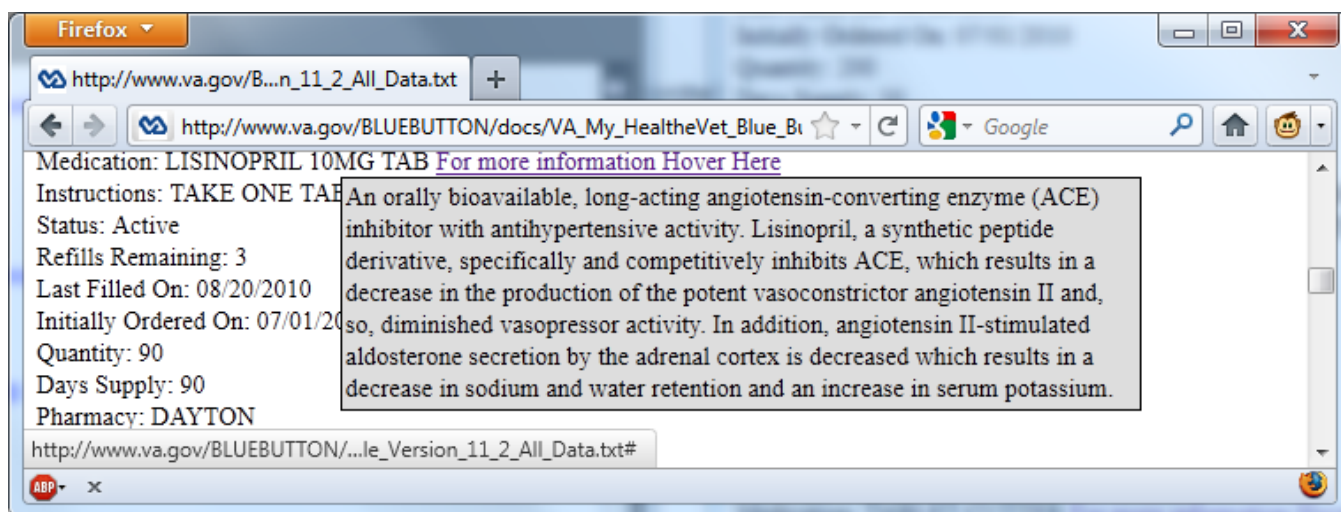 Firefox
http://www.va.gov/B...n_11_2_All_Data.txt
http://www.va.gov/BLUEBUTTON/docs/VA_My_HealtheVet_Blue_Bu
Google
Medication: LISINOPRIL 10MG TAB For more information Hover Here
Instructions: TAKE ONE TAB
Status: Active
Refills Remaining: 3
Last Filled On: 08/20/2010
Initially Ordered On: 07/01/20
Quantity: 90
Days Supply: 90
Pharmacy: DAYTON
An orally bioavailable, long-acting angiotensin-converting enzyme (ACE)
inhibitor with antihypertensive activity. Lisinopril, a synthetic peptide
derivative, specifically and competitively inhibits ACE, which results in a
decrease in the production of the potent vasoconstrictor angiotensin II and,
so, diminished vasopressor activity. In addition, angiotensin II-stimulated
aldosterone secretion by the adrenal cortex is decreased which results in a
decrease in sodium and water retention and an increase in serum potassium.
http://www.va.gov/BLUEBUTTON/...le_Version_11_2_All_Data.txt#
ABP